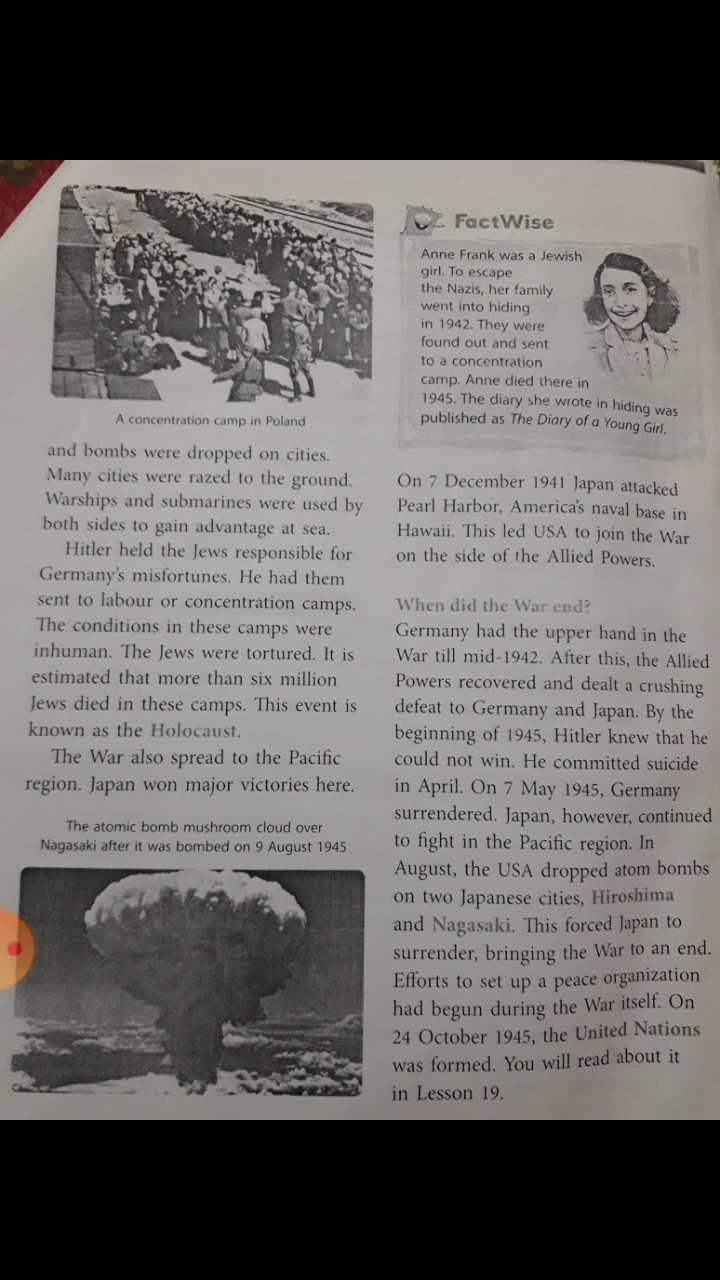 A concentration camp in Poland
and bombs were dropped on cities.
Many cities were razed to the ground.
Warships and submarines were used by
both sides to gain advantage at sea.
Hitler held the Jews responsible for
Germany's misfortunes. He had them
sent to labour or concentration camps.
The conditions in these camps were
inhuman. The Jews were tortured. It is
estimated that more than six million
Jews died in these camps. This event is
known as the Holocaust.
The War also spread to the Pacific
region. Japan won major victories here.
The atomic bomb mushroom cloud over
Nagasaki after it was bombed on 9 August 1945
FactWise
Anne Frank was a Jewish
girl. To escape
the Nazis, her family
went into hiding
in 1942. They were
found out and sent
to a concentration
camp. Anne died there in
1945. The diary she wrote in hiding was
published as The Diary of a Young Girl.
On 7 December 1941 Japan attacked
Pearl Harbor, America's naval base in
Hawaii. This led USA to join the War
on the side of the Allied Powers.
When did the War end?
Germany had the upper hand in the
War till mid-1942. After this, the Allied
Powers recovered and dealt a crushing
defeat to Germany and Japan. By the
beginning of 1945, Hitler knew that he
could not win. He committed suicide
in April. On 7 May 1945, Germany
surrendered. Japan, however, continued
to fight in the Pacific region. In
August, the USA dropped atom bombs
on two Japanese cities, Hiroshima
and Nagasaki. This forced Japan to
surrender, bringing the War to an end.
Efforts to set up a peace organization
had begun during the War itself. On
24 October 1945, the United Nations
was formed. You will read about it
in Lesson 19.